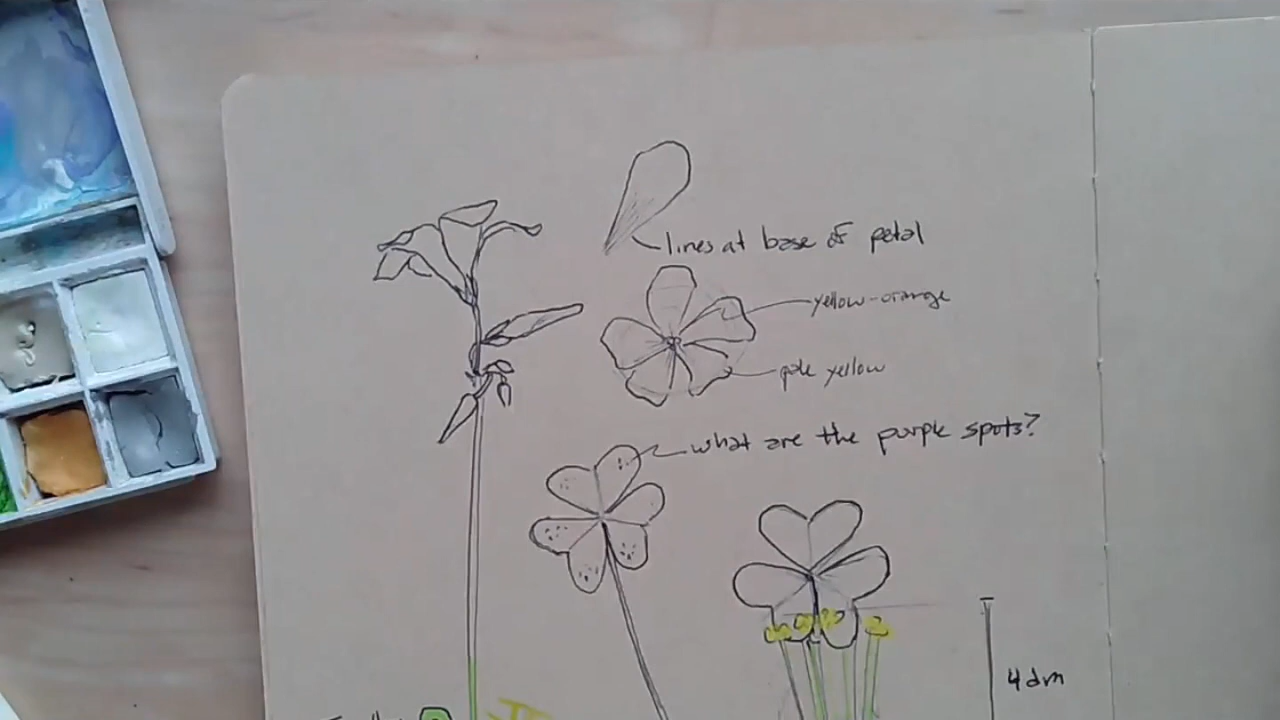 lines at base of petal
yellow-orange
pale yellow
what are the purple spots?
4dm